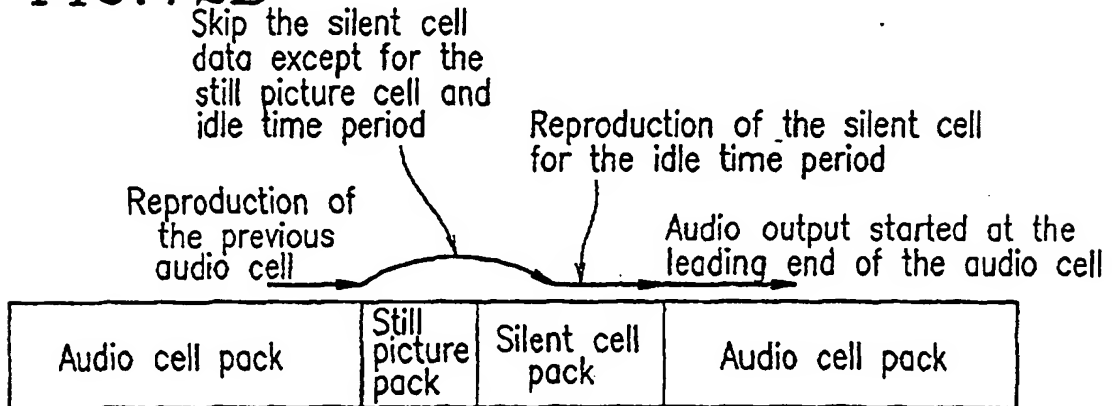 Skip the silent cell
data except for the
still picture cell and
idle time period
Reproduction of the silent cell
for the idle time period
Reproduction of
the previous
audio cell
Audio output started at the
leading end of the audio cell
Audio cell pack
Still
picture
pack
Silent cell
pack
Audio cell pack